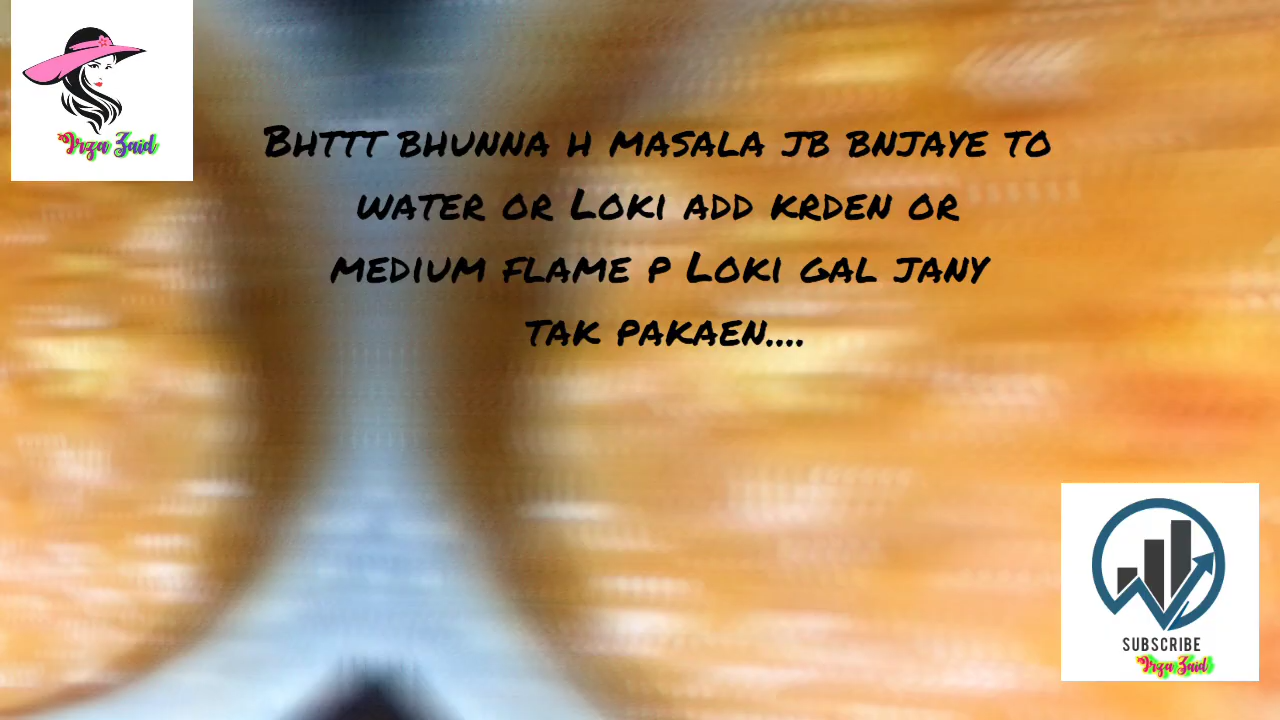 Irza Zaid
BHTTT BHUNNA H MASALA JB BNJAYE TO
WATER OR LOKI ADD KRDEN OR
MEDIUM FLAME P LOKI GAL JANY
TAK PAKAEN....
SUBSCRIBE
Irza Zaid